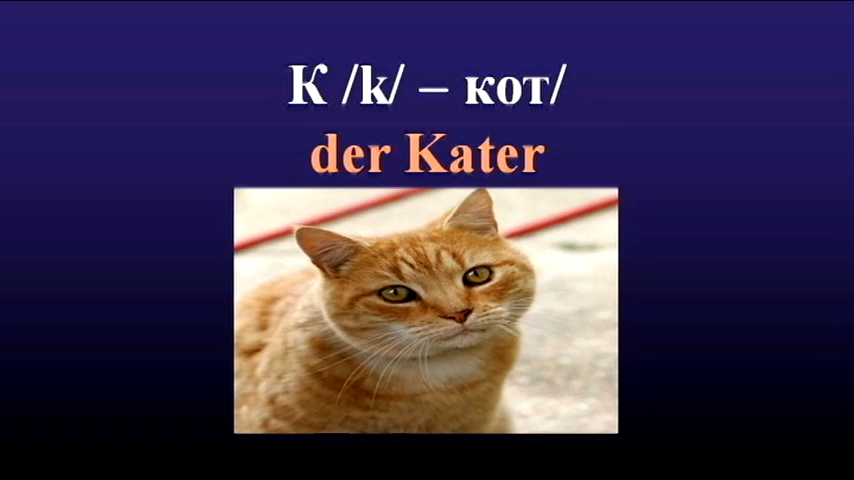 К /k/ – кот/
der Kater